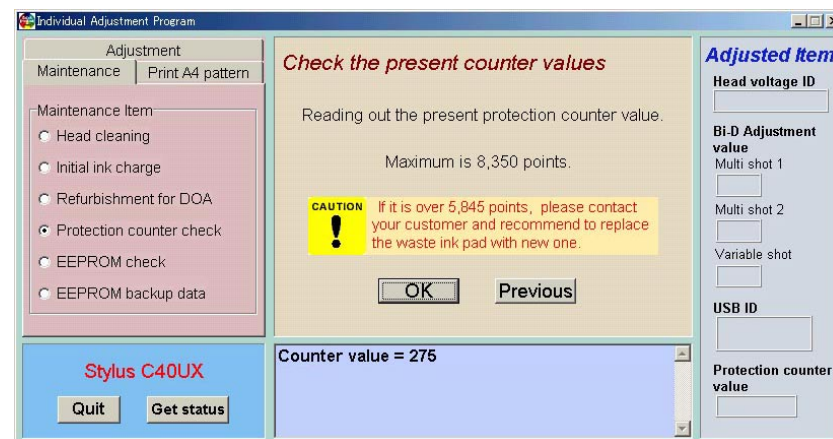 Individual Adjustment Program
Adjustment
Maintenance
Print A4 pattern
Maintenance Item
Head cleaning
Initial ink charge
Refurbishment for DOA
Protection counter check
EEPROM check
EEPROM backup data
Stylus C40UX
Quit
Get status
Check the present counter values
Reading out the present protection counter value.
Maximum is 8,350 points.
CAUTION
If it is over 5,845 points, please contact
your customer and recommend to replace
the waste ink pad with new one.
OK
Previous
Counter value = 275
Adjusted Item
Head voltage ID
Bi-D Adjustment
value
Multi shot 1
Multi shot 2
Variable shot
USB ID
Protection counter
value